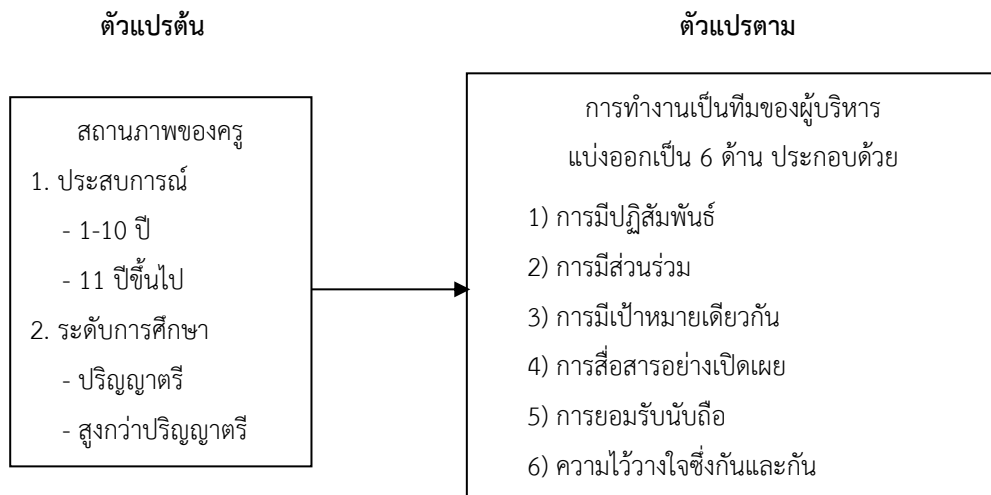 ตัวแปรต้น
สถานภาพของครู
1. ประสบการณ์
- 1-10 ปี
- 11 ปีขึ้นไป
2. ระดับการศึกษา
- ปริญญาตรี
- สูงกว่าปริญญาตรี
ตัวแปรตาม
การทำงานเป็นทีมของผู้บริหาร
แบ่งออกเป็น 6 ด้าน ประกอบด้วย
1) การมีปฏิสัมพันธ์
2) การมีส่วนร่วม
3) การมีเป้าหมายเดียวกัน
4) การสื่อสารอย่างเปิดเผย
5) การยอมรับนับถือ
6) ความไว้วางใจซึ่งกันและกัน